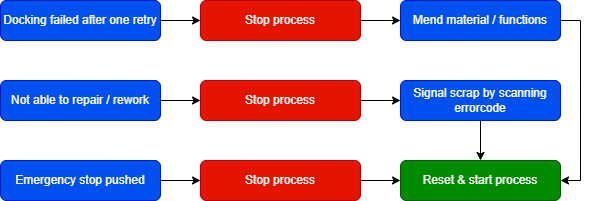 Docking failed after one retry
Stop process
Mend material / functions
Not able to repair / rework
Stop process
Signal scrap by scanning
errorcode
Emergency stop pushed
Stop process
Reset & start process